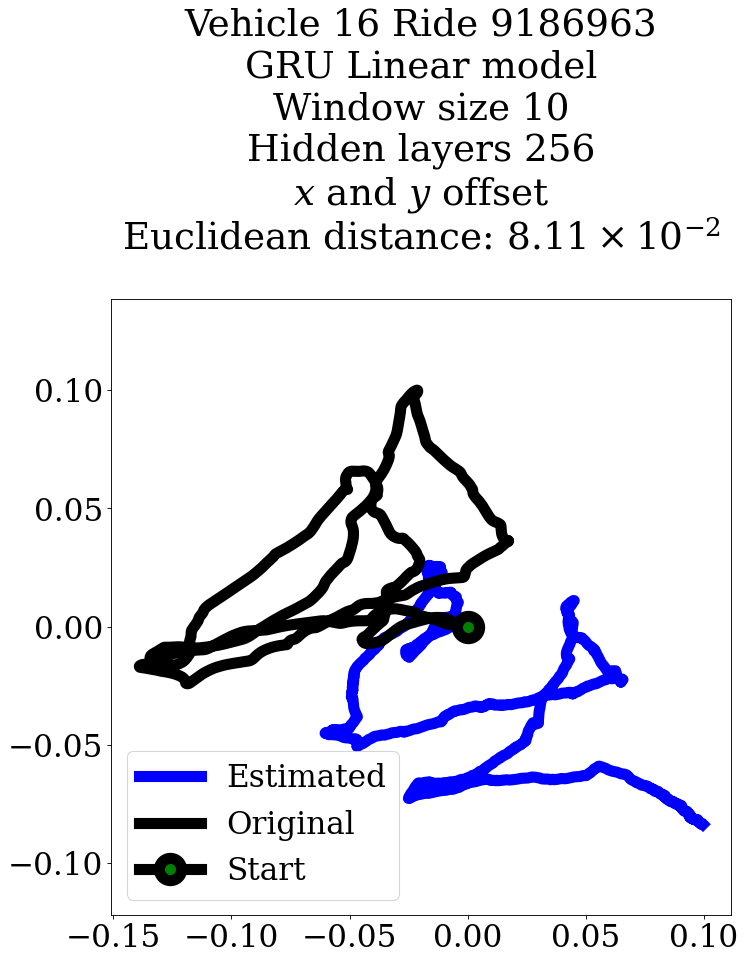 Vehicle 16 Ride 9186963
GRU Linear model
Window size 10
Hidden layers 256
x and y offset
Euclidean distance: 8.11 × 10⁻²
0.10
0.05
0.00
−0.05
−0.10
Estimated
Original
Start
−0.15 −0.10 −0.05 0.00 0.05 0.10